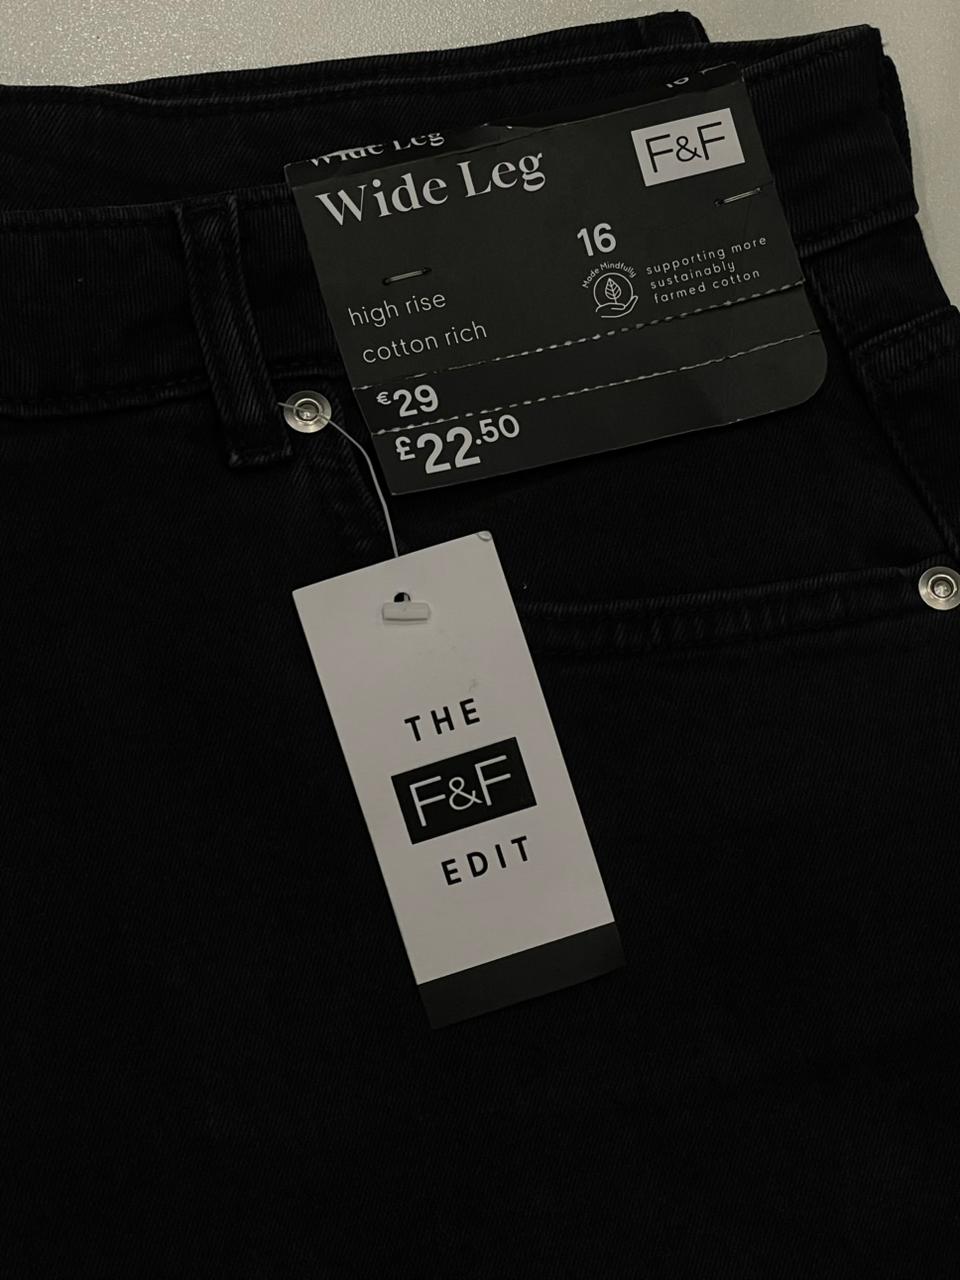 Wide Leg
Wide Leg
F&F
16
Made Mindfully
supporting more
sustainably
farmed cotton
high rise
cotton rich
€29
£22.50
THE
F&F
EDIT